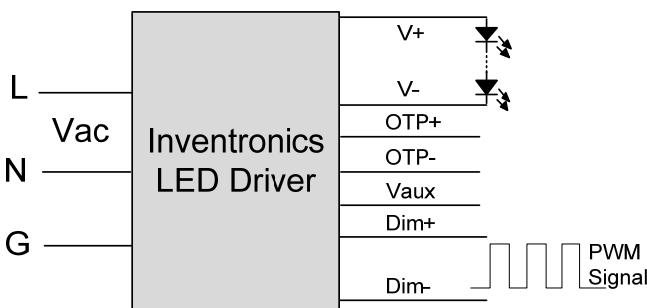 L
Vac
N
G
Inventronics
LED Driver
V+
V-
OTP+
OTP-
Vaux
Dim+
Dim-
PWM
Signal